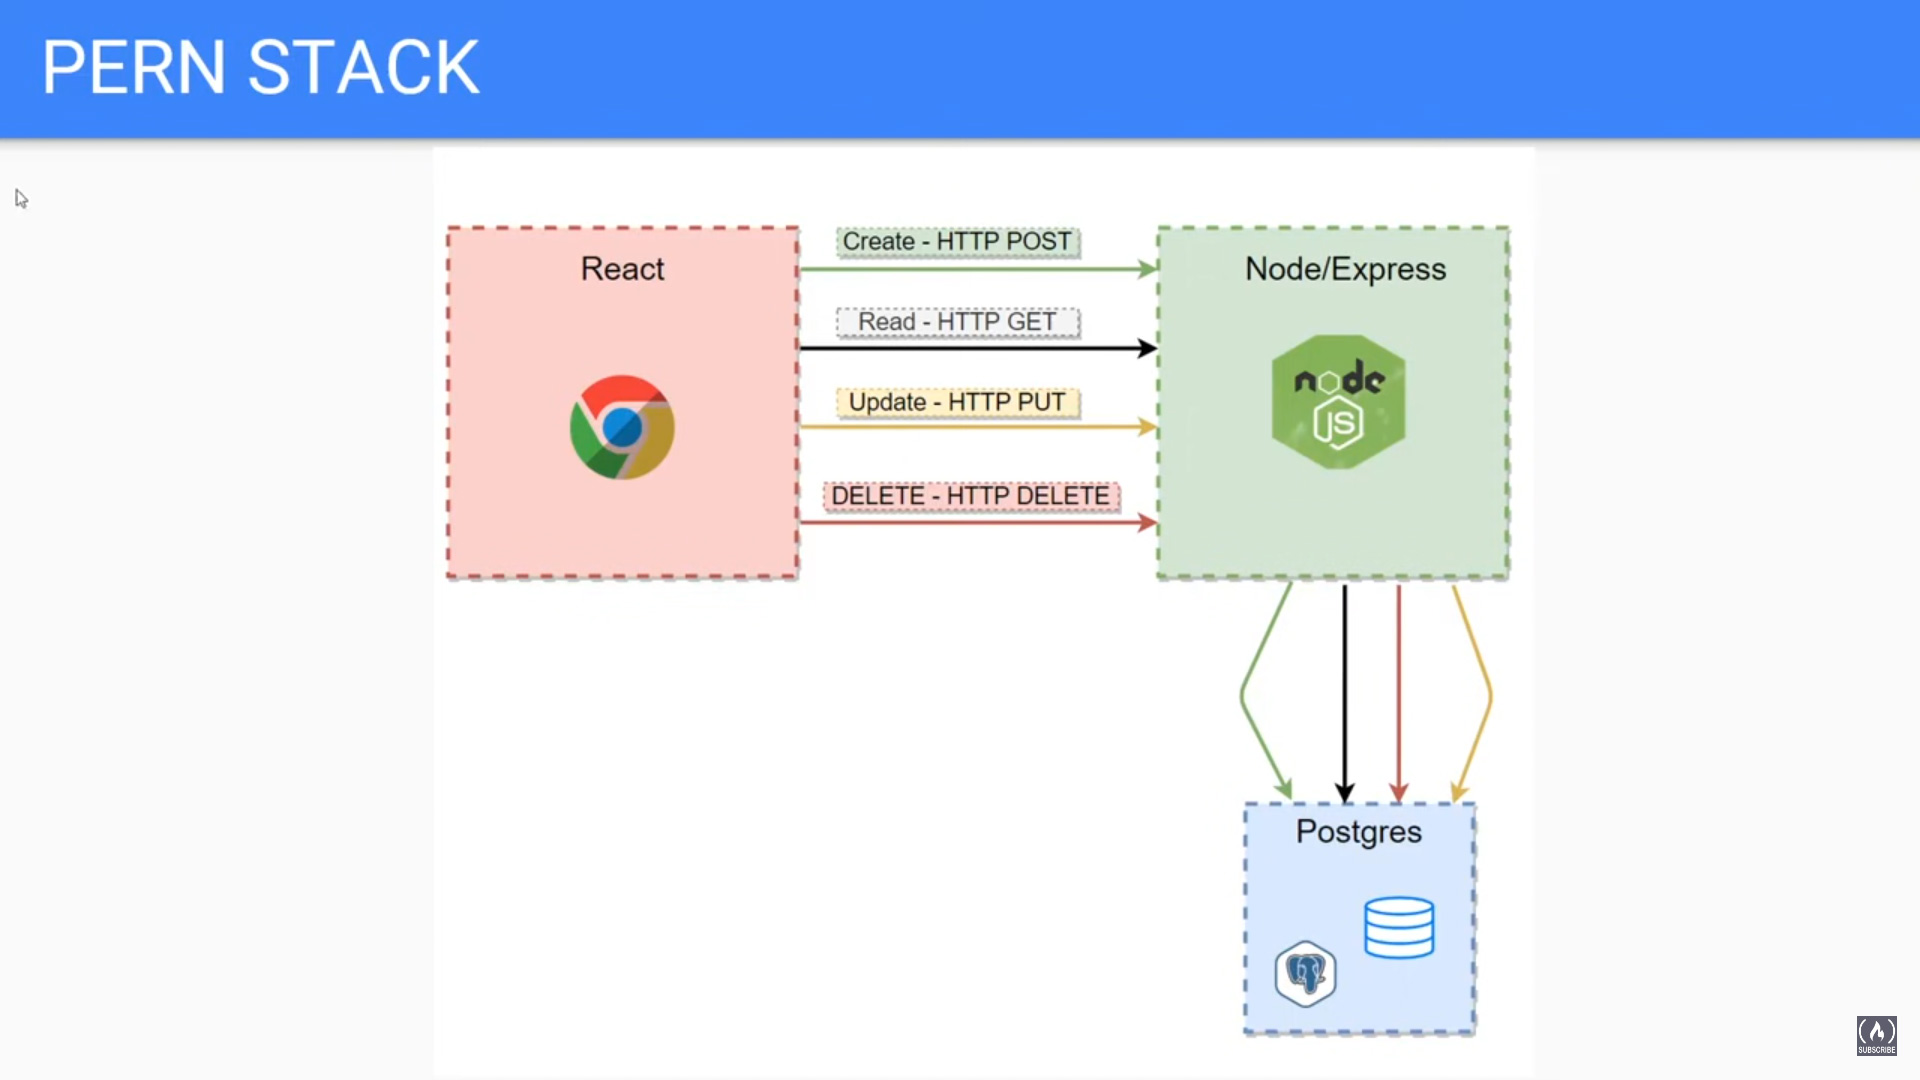 PERN STACK
React
Create - HTTP POST
Read - HTTP GET
Update - HTTP PUT
DELETE - HTTP DELETE
Node/Express
node
JS
Postgres
SUBSCRIBE